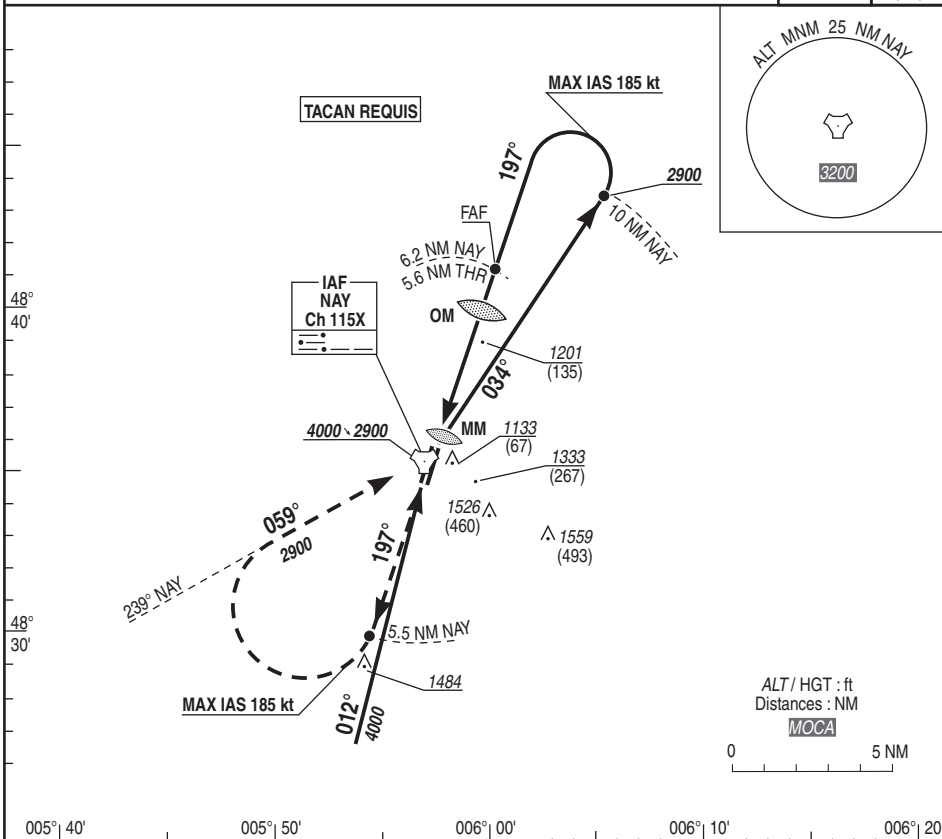 ALT MNM 25 NM NAY
3200
MAX IAS 185 kt
TACAN REQUIS
197°
2900
10 NM NAY
FAF
6.2 NM NAY
5.6 NM THR
IAF
NAY
Ch 115X
OM
48°
40'
1201
(135)
034°
4000 2900
MM
1133
(67)
1333
(267)
1526
(460)
1559
(493)
059°
2900
197°
239° NAY
48°
30'
5.5 NM NAY
1484
MAX IAS 185 kt
012°
4000
ALT / HGT : ft
Distances : NM
MOCA
0 5 NM
005° 40' 005° 50' 006° 00' 006° 10' 006° 20'